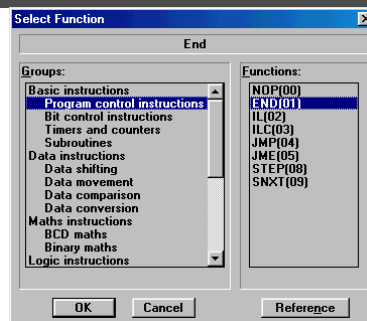 Select Function
End
Groups:
Basic instructions
Program control instructions
Bit control instructions
Timers and counters
Subroutines
Data instructions
Data shifting
Data movement
Data comparison
Data conversion
Maths instructions
BCD maths
Binary maths
Logic instructions
Functions:
NOP(00)
END(01)
IL(02)
ILC(03)
JMP(04)
JME(05)
STEP(08)
SNXT(09)
OK
Cancel
Reference